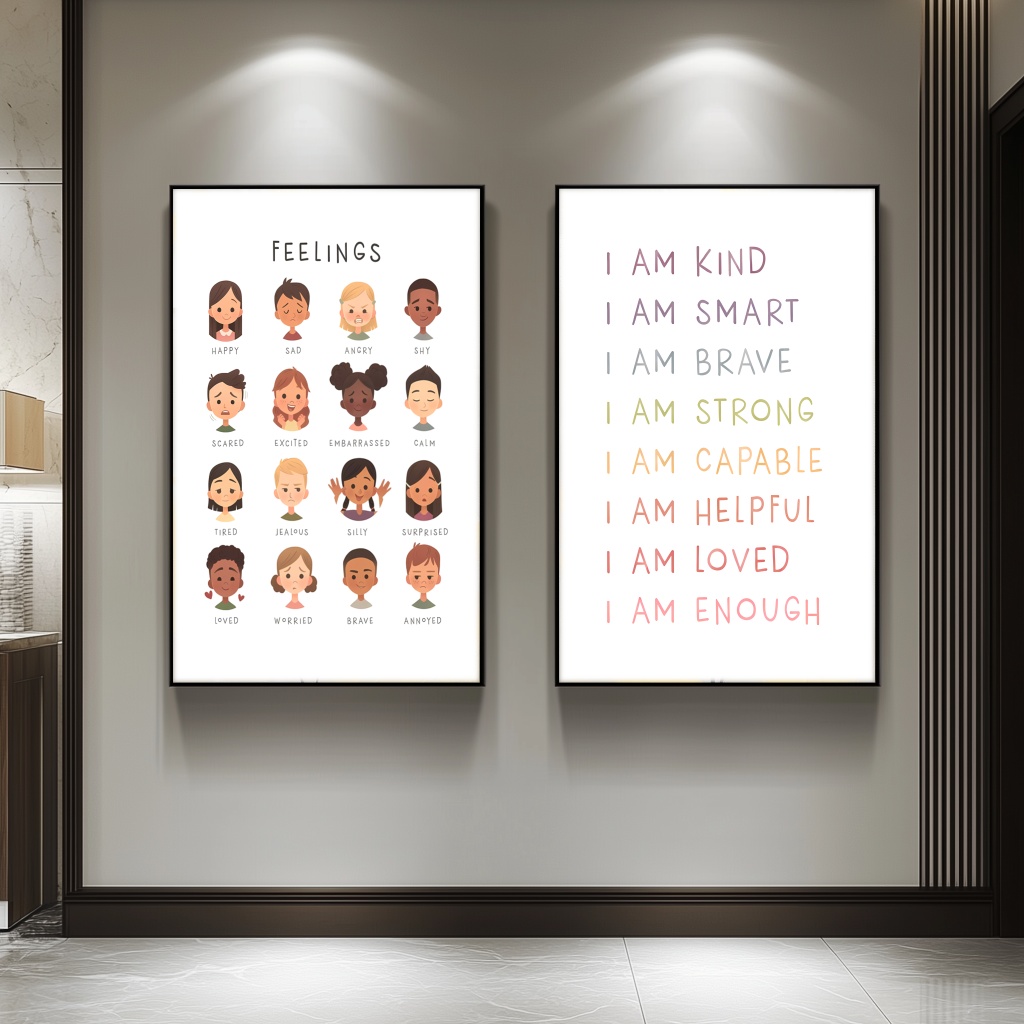 FEELINGS
HAPPY SAD ANGRY SHY
SCARED EXCITED EMBARRASSED CALM
TIRED JEALOUS SILLY SURPRISED
LOVED WORRIED BRAVE ANNOYED
I AM KIND
I AM SMART
I AM BRAVE
I AM STRONG
I AM CAPABLE
I AM HELPFUL
I AM LOVED
I AM ENOUGH